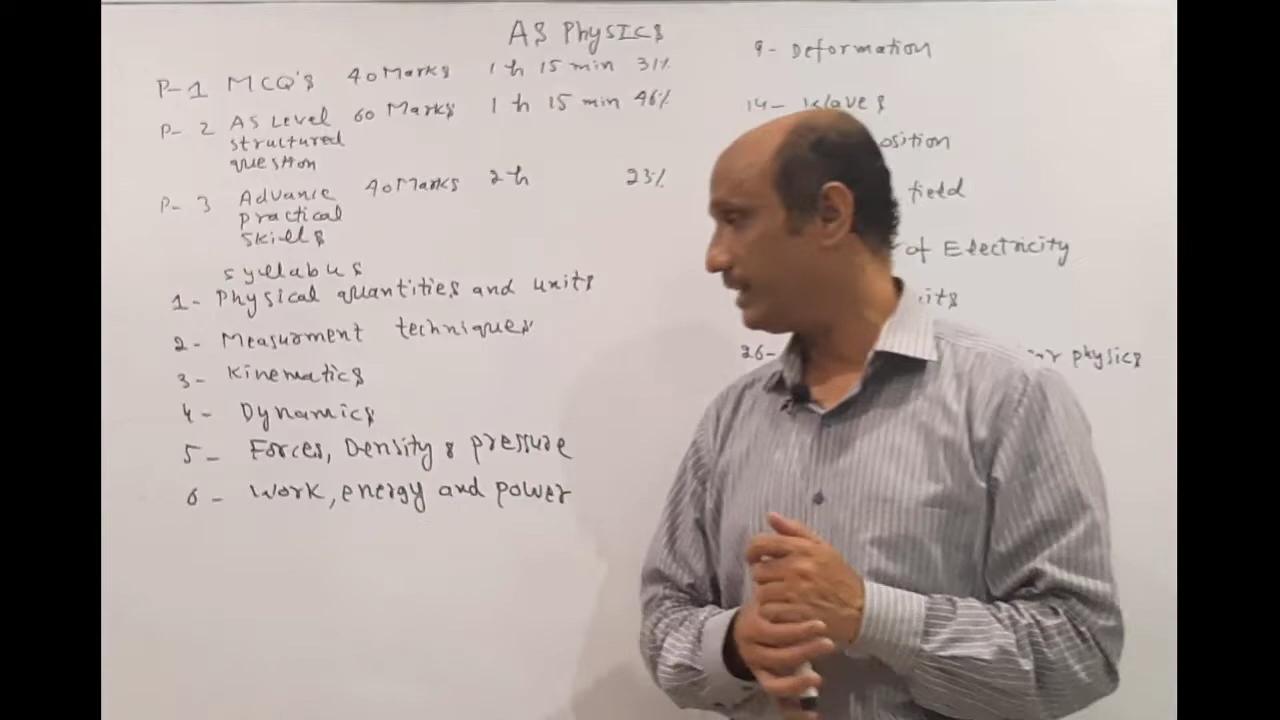 AS Physics
P-1 MCQ's 40 Marks 1 h 15 min 31%
P-2 AS Level 60 Marks 1 h 15 min 46%
structured
question
P-3 Advance 40 Marks 2 h 23%
practical
skills
syllabus
1- Physical quantities and units
2- Measurment techniques
3- Kinematics
4- Dynamics
5- Forces, Density & pressure
6- Work, energy and power
9- Deformation
14- Waves
osition
field
of Electricity
its
26- physics